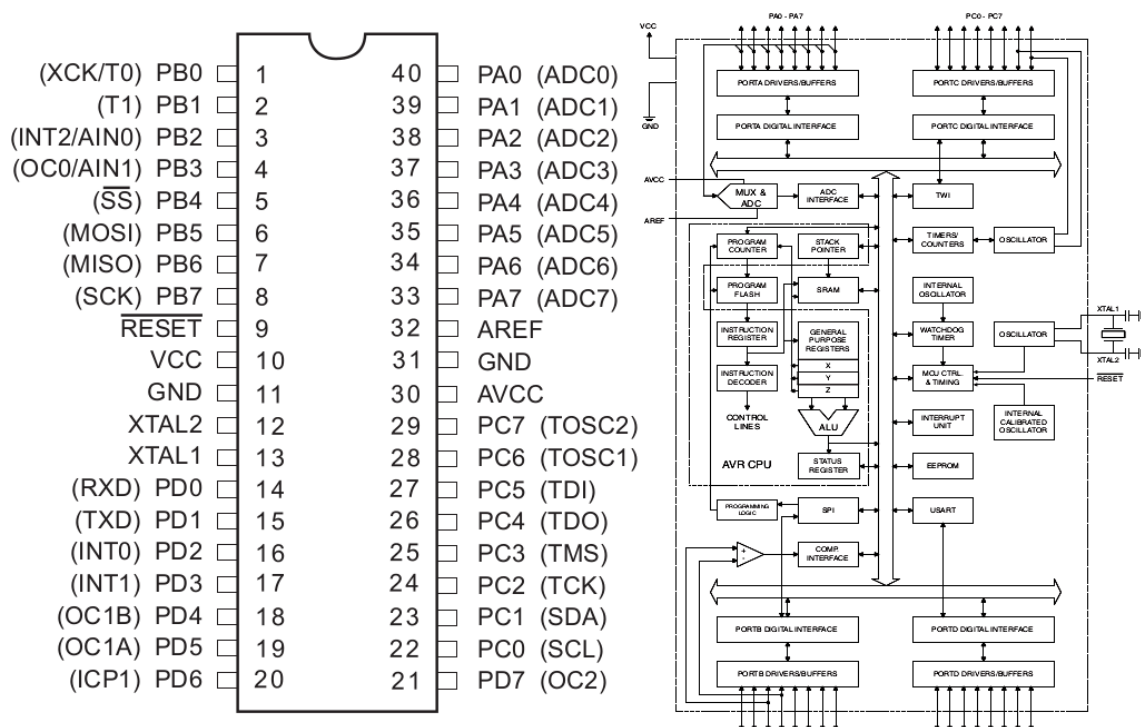 (XCK/T0) PB0 1 40 PA0 (ADC0)
(T1) PB1 2 39 PA1 (ADC1)
(INT2/AIN0) PB2 3 38 PA2 (ADC2)
(OC0/AIN1) PB3 4 37 PA3 (ADC3)
(SS) PB4 5 36 PA4 (ADC4)
(MOSI) PB5 6 35 PA5 (ADC5)
(MISO) PB6 7 34 PA6 (ADC6)
(SCK) PB7 8 33 PA7 (ADC7)
RESET 9 32 AREF
VCC 10 31 GND
GND 11 30 AVCC
XTAL2 12 29 PC7 (TOSC2)
XTAL1 13 28 PC6 (TOSC1)
(RXD) PD0 14 27 PC5 (TDI)
(TXD) PD1 15 26 PC4 (TDO)
(INT0) PD2 16 25 PC3 (TMS)
(INT1) PD3 17 24 PC2 (TCK)
(OC1B) PD4 18 23 PC1 (SDA)
(OC1A) PD5 19 22 PC0 (SCL)
(ICP1) PD6 20 21 PD7 (OC2)
PA0 - PA7
PC0 - PC7
VCC
GND
PORTA DRIVERS/BUFFERS
PORTC DRIVERS/BUFFERS
PORTA DIGITAL INTERFACE
PORTC DIGITAL INTERFACE
AVCC
AREF
MUX &
ADC
ADC
INTERFACE
TWI
PROGRAM
COUNTER
STACK
POINTER
TIMERS/
COUNTERS
OSCILLATOR
PROGRAM
FLASH
SRAM
INTERNAL
OSCILLATOR
XTAL1
INSTRUCTION
REGISTER
GENERAL
PURPOSE
REGISTERS
WATCHDOG
TIMER
OSCILLATOR
XTAL2
X
Y
Z
INSTRUCTION
DECODER
MCU CTRL.
& TIMING
RESET
CONTROL
LINES
ALU
INTERRUPT
UNIT
INTERNAL
CALIBRATED
OSCILLATOR
AVR CPU
STATUS
REGISTER
EEPROM
PROGRAMMING
LOGIC
SPI
USART
+
-
COMP.
INTERFACE
PORTB DIGITAL INTERFACE
PORTD DIGITAL INTERFACE
PORTB DRIVERS/BUFFERS
PORTD DRIVERS/BUFFERS